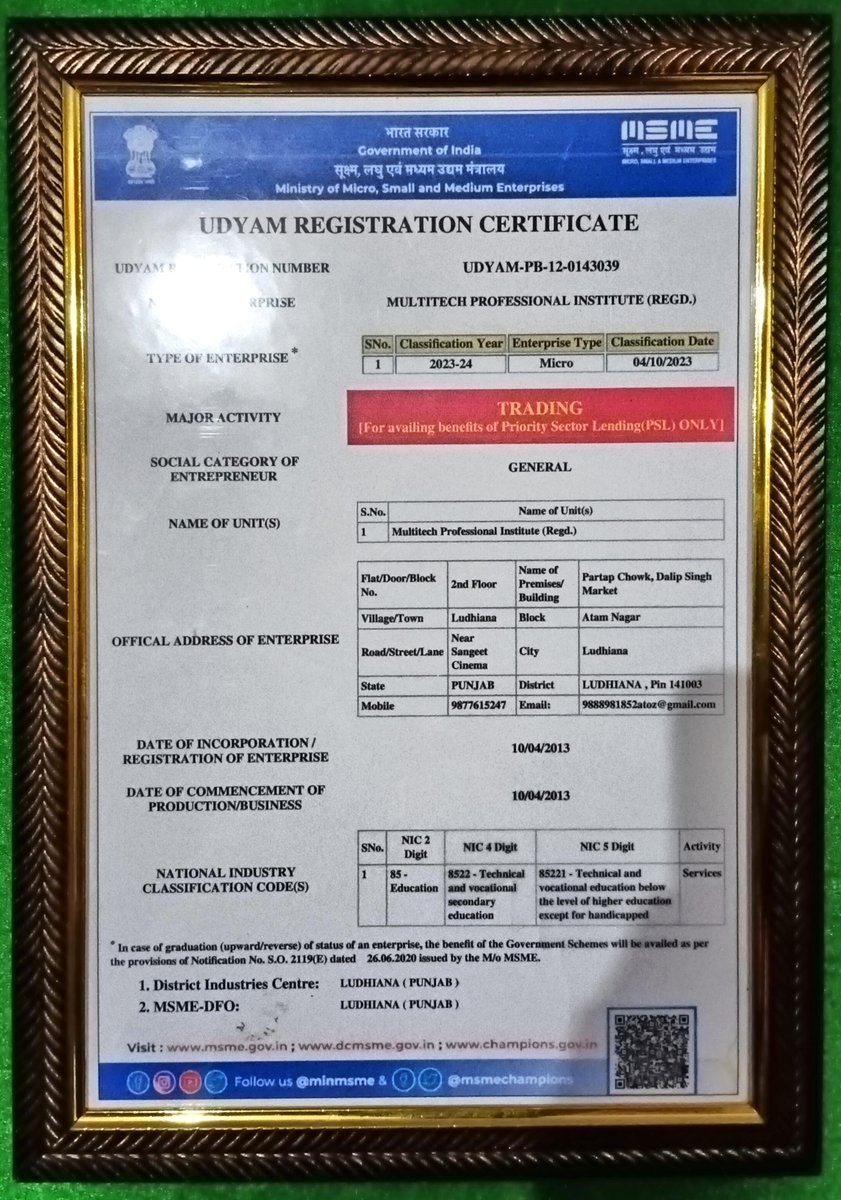 भारत सरकार
Government of India
सूक्ष्म, लघु एवं मध्यम उद्यम मंत्रालय
Ministry of Micro, Small and Medium Enterprises
MSME
सूक्ष्म, लघु एवं मध्यम उद्यम
MICRO, SMALL & MEDIUM ENTERPRISES
UDYAM REGISTRATION CERTIFICATE
UDYAM NUMBER UDYAM-PB-12-0143039
MULTITECH PROFESSIONAL INSTITUTE (REGD.)
TYPE OF ENTERPRISE *
SNo. Classification Year Enterprise Type Classification Date
1 2023-24 Micro 04/10/2023
MAJOR ACTIVITY
TRADING
[For availing benefits of Priority Sector Lending(PSL) ONLY]
SOCIAL CATEGORY OF
ENTREPRENEUR
GENERAL
NAME OF UNIT(S)
S.No. Name of Unit(s)
1 Multitech Professional Institute (Regd.)
OFFICAL ADDRESS OF ENTERPRISE
Flat/Door/Block
No.
2nd Floor
Name of
Premises/
Building
Partap Chowk, Dalip Singh
Market
Village/Town Ludhiana Block Atam Nagar
Road/Street/Lane
Near
Sangeet
Cinema
City Ludhiana
State PUNJAB District LUDHIANA , Pin 141003
Mobile 9877615247 Email: 9888981852atoz@gmail.com
DATE OF INCORPORATION /
REGISTRATION OF ENTERPRISE
10/04/2013
DATE OF COMMENCEMENT OF
PRODUCTION/BUSINESS
10/04/2013
NATIONAL INDUSTRY
CLASSIFICATION CODE(S)
SNo. NIC 2
Digit
NIC 4 Digit NIC 5 Digit Activity
1
85 -
Education
8522 - Technical
and vocational
secondary
education
85221 - Technical and
vocational education below
the level of higher education
except for handicapped
Services
* In case of graduation (upward/reverse) of status of an enterprise, the benefit of the Government Schemes will be availed as per
the provisions of Notification No. S.O. 2119(E) dated 26.06.2020 issued by the M/o MSME.
1. District Industries Centre: LUDHIANA ( PUNJAB )
2. MSME-DFO: LUDHIANA ( PUNJAB )
Visit : www.msme.gov.in ; www.dcmsme.gov.in ; www.champions.gov.in
Follow us @minmsme & @msmechampions